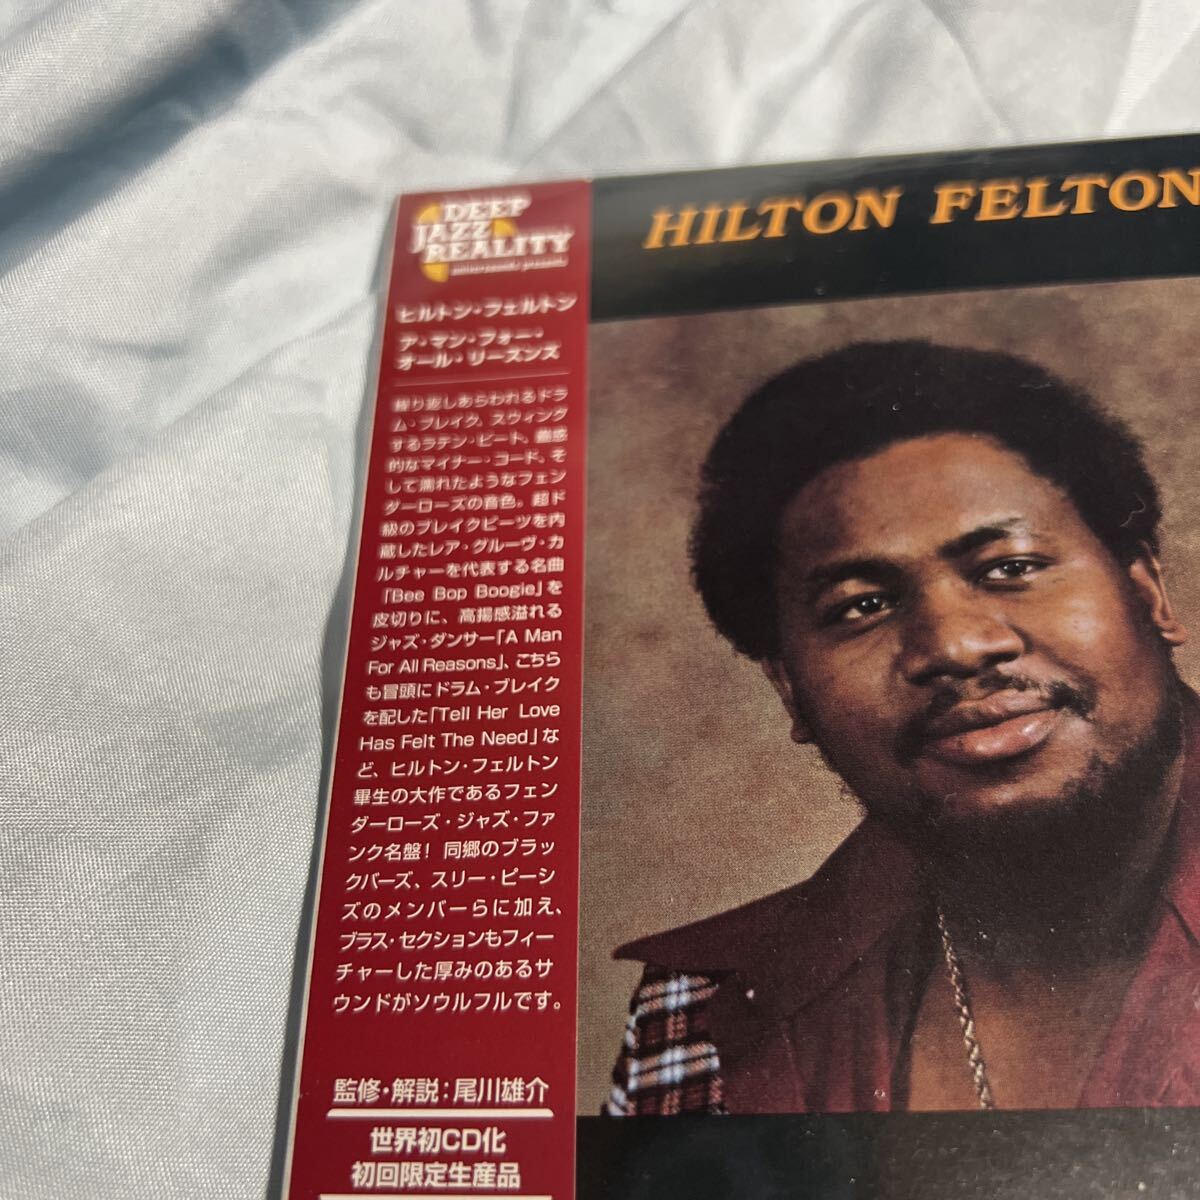 HILTON FELTON
DEEP
JAZZ
REALITY
ヒルトン・フェルトン
ア・マン・フォー・
オール・リーズンズ
繰り返しあらわれるドラ
ム・ブレイク、スウィング
するラテン・ビート、蠱惑
的なマイナー・コード、そ
して濡れたようなフェン
ダーローズの音色。超ド
級のブレイクビーツを内
蔵したレア・グルーヴ・カ
ルチャーを代表する名曲
「Bee Bop Boogie」を
皮切りに、高揚感溢れる
ジャズ・ダンサー「A Man
For All Reasons」、こちら
も冒頭にドラム・ブレイク
を配した「Tell Her Love
Has Felt The Need」な
ど、ヒルトン・フェルトン
畢生の大作であるフェン
ダーローズ・ジャズ・ファ
ンク名盤！ 同郷のブラッ
クバーズ、スリー・ピーシ
ズのメンバーらに加え、
ブラス・セクションもフィー
チャーした厚みのあるサ
ウンドがソウルフルです。
監修・解説：尾川雄介
世界初CD化
初回限定生産品